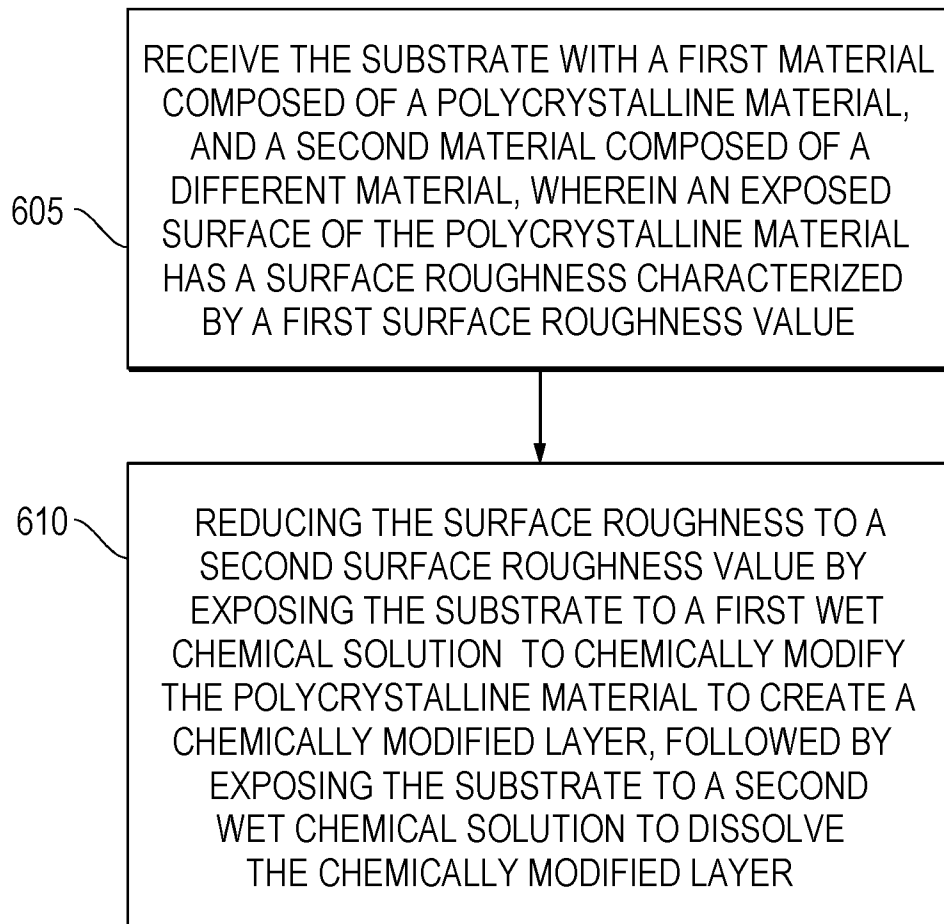 RECEIVE THE SUBSTRATE WITH A FIRST MATERIAL
COMPOSED OF A POLYCRYSTALLINE MATERIAL,
AND A SECOND MATERIAL COMPOSED OF A
DIFFERENT MATERIAL, WHEREIN AN EXPOSED
SURFACE OF THE POLYCRYSTALLINE MATERIAL
HAS A SURFACE ROUGHNESS CHARACTERIZED
BY A FIRST SURFACE ROUGHNESS VALUE
605
610
REDUCING THE SURFACE ROUGHNESS TO A
SECOND SURFACE ROUGHNESS VALUE BY
EXPOSING THE SUBSTRATE TO A FIRST WET
CHEMICAL SOLUTION TO CHEMICALLY MODIFY
THE POLYCRYSTALLINE MATERIAL TO CREATE A
CHEMICALLY MODIFIED LAYER, FOLLOWED BY
EXPOSING THE SUBSTRATE TO A SECOND
WET CHEMICAL SOLUTION TO DISSOLVE
THE CHEMICALLY MODIFIED LAYER